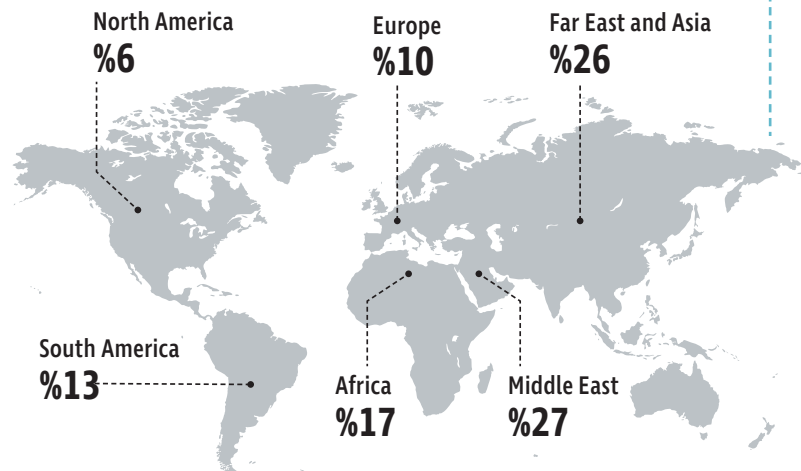 North America
%6
Europe
%10
Far East and Asia
%26
South America
%13
Africa
%17
Middle East
%27